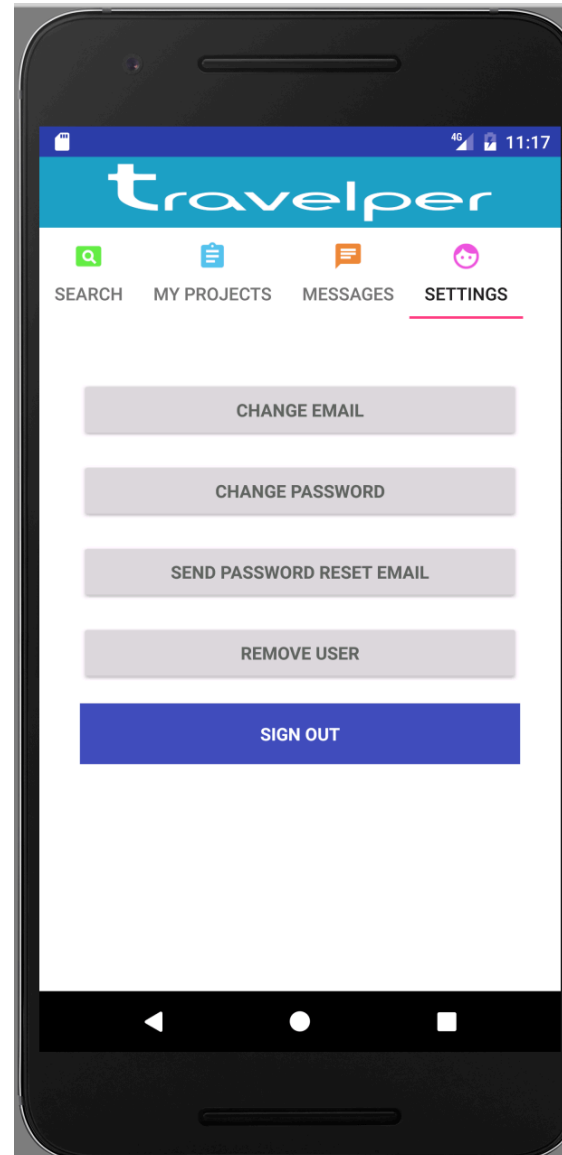 4G 11:17
travelper
SEARCH MY PROJECTS MESSAGES SETTINGS
CHANGE EMAIL
CHANGE PASSWORD
SEND PASSWORD RESET EMAIL
REMOVE USER
SIGN OUT